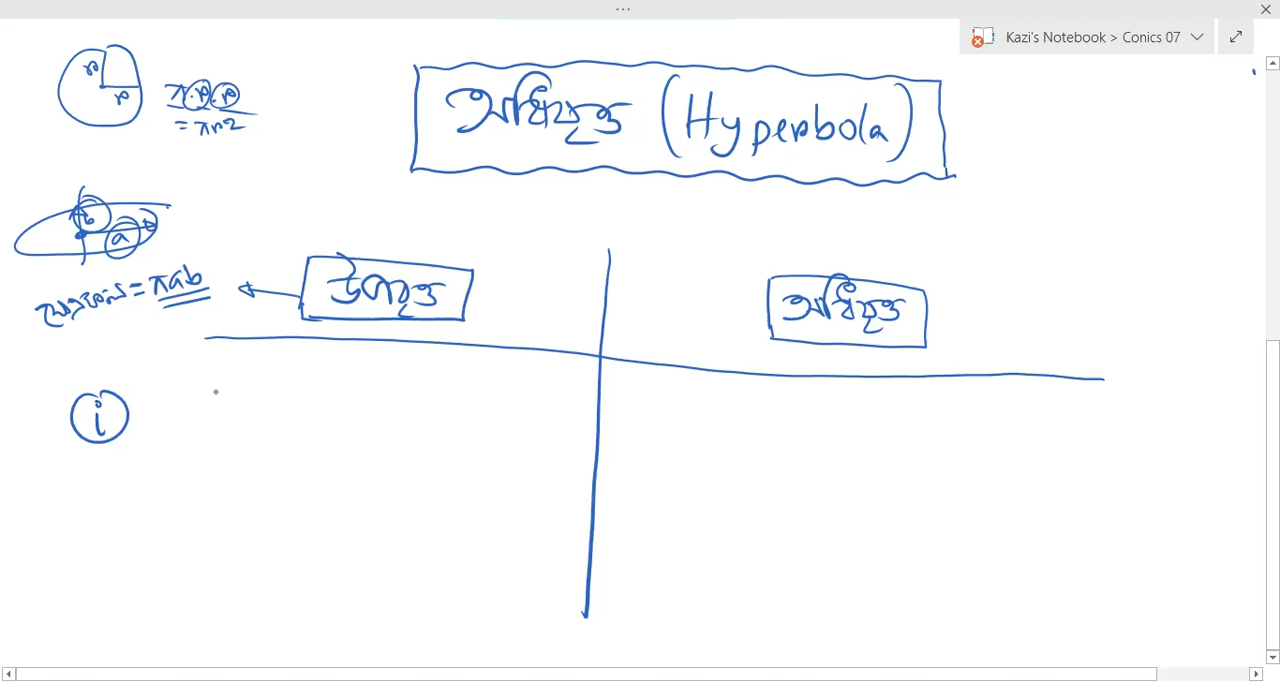 Kazi's Notebook > Conics 07
r
r
π.r.r
= πr²
অধিবৃত্ত (Hyperbola)
b
a
ক্ষেত্রফল = πab
উপবৃত্ত
অধিবৃত্ত
i